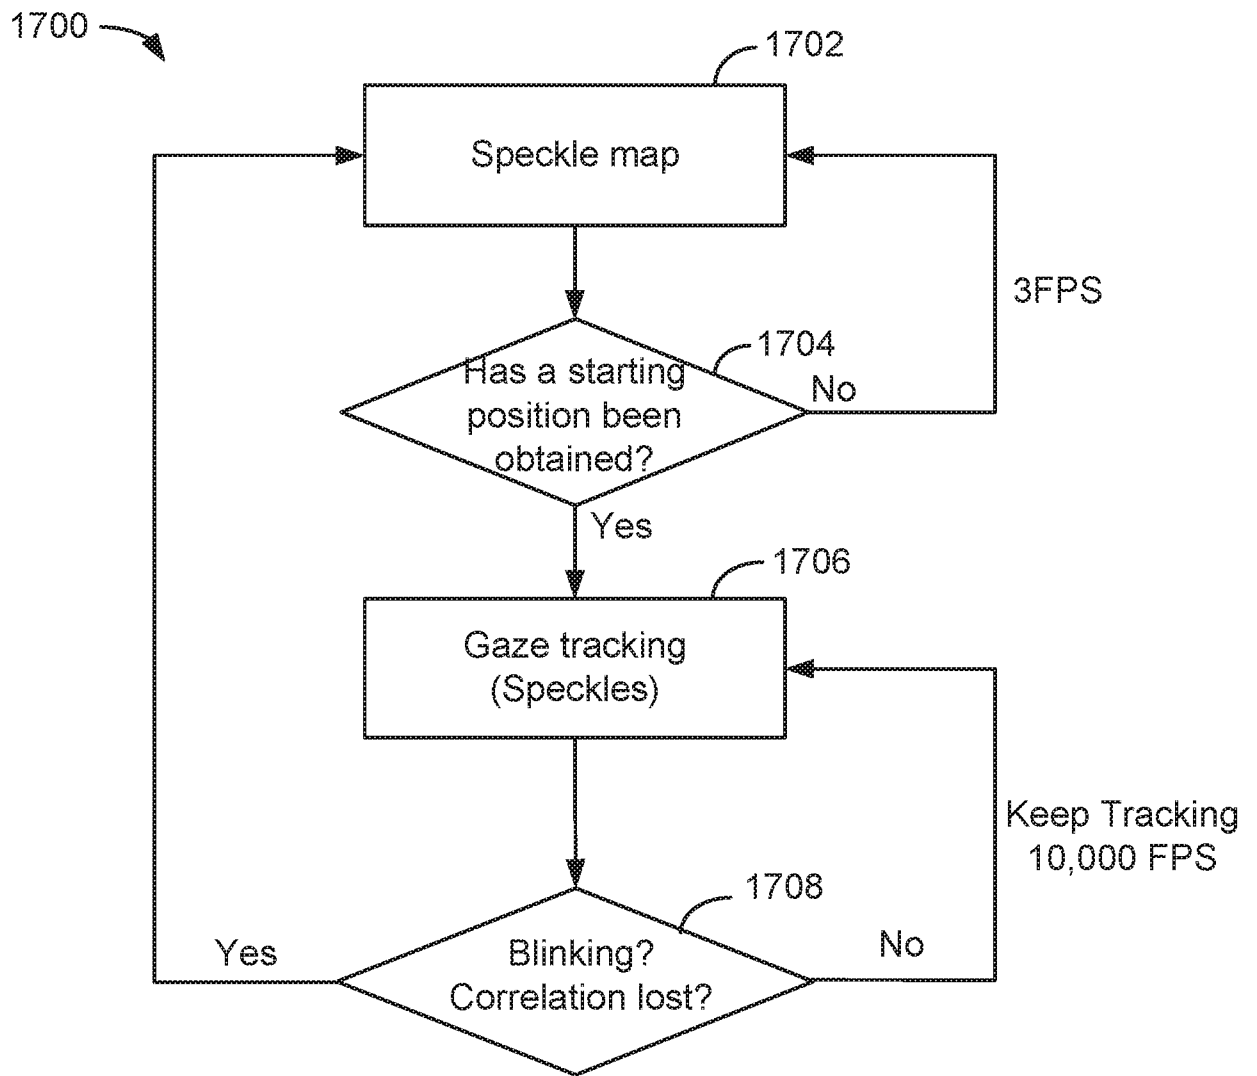 1700
1702
Speckle map
3FPS
1704
Has a starting
position been
obtained?
No
Yes
1706
Gaze tracking
(Speckles)
Keep Tracking
10,000 FPS
1708
Yes
Blinking?
Correlation lost?
No